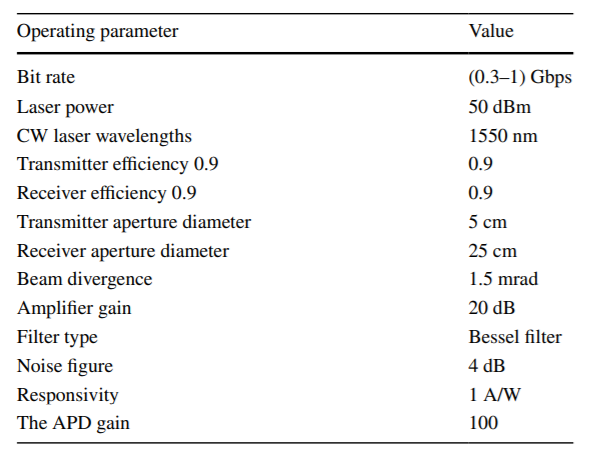 Operating parameter Value
Bit rate (0.3–1) Gbps
Laser power 50 dBm
CW laser wavelengths 1550 nm
Transmitter efficiency 0.9 0.9
Receiver efficiency 0.9 0.9
Transmitter aperture diameter 5 cm
Receiver aperture diameter 25 cm
Beam divergence 1.5 mrad
Amplifier gain 20 dB
Filter type Bessel filter
Noise figure 4 dB
Responsivity 1 A/W
The APD gain 100